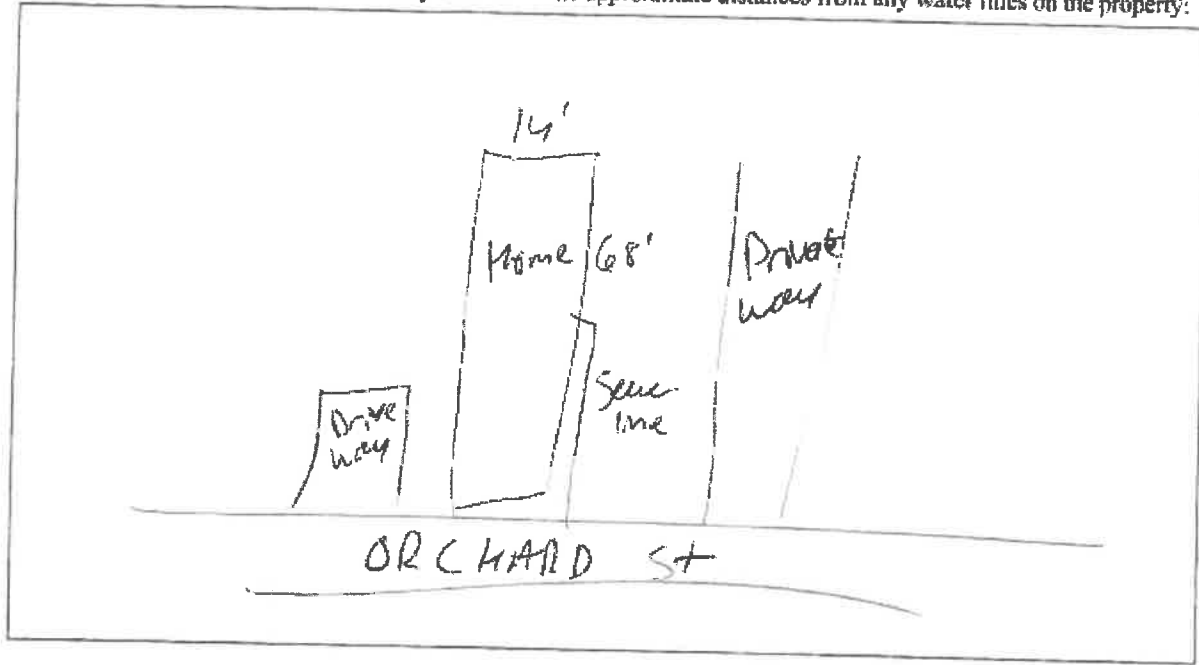 approximate distances from any water lines on the property:
14'
Home 68'
Private
way
Sewer
line
Drive
way
ORCHARD St